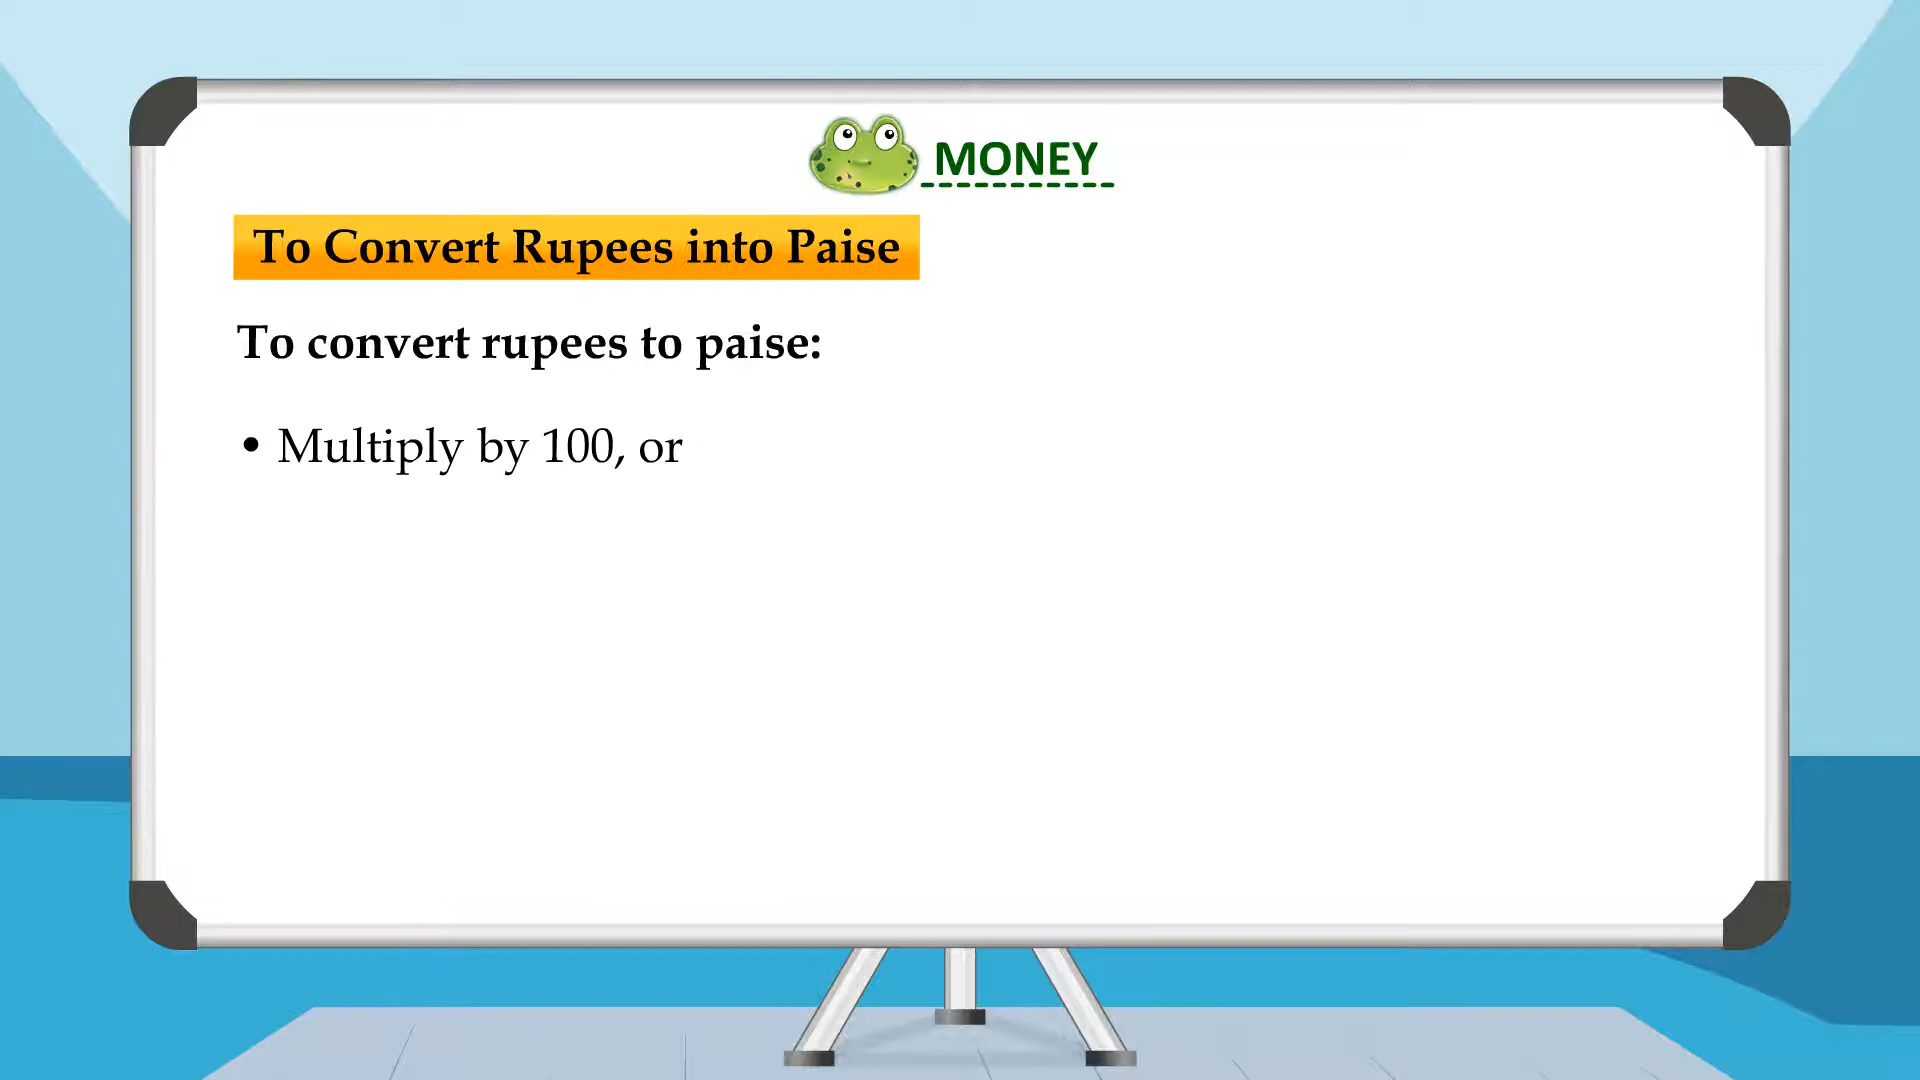 MONEY
To Convert Rupees into Paise
To convert rupees to paise:
• Multiply by 100, or